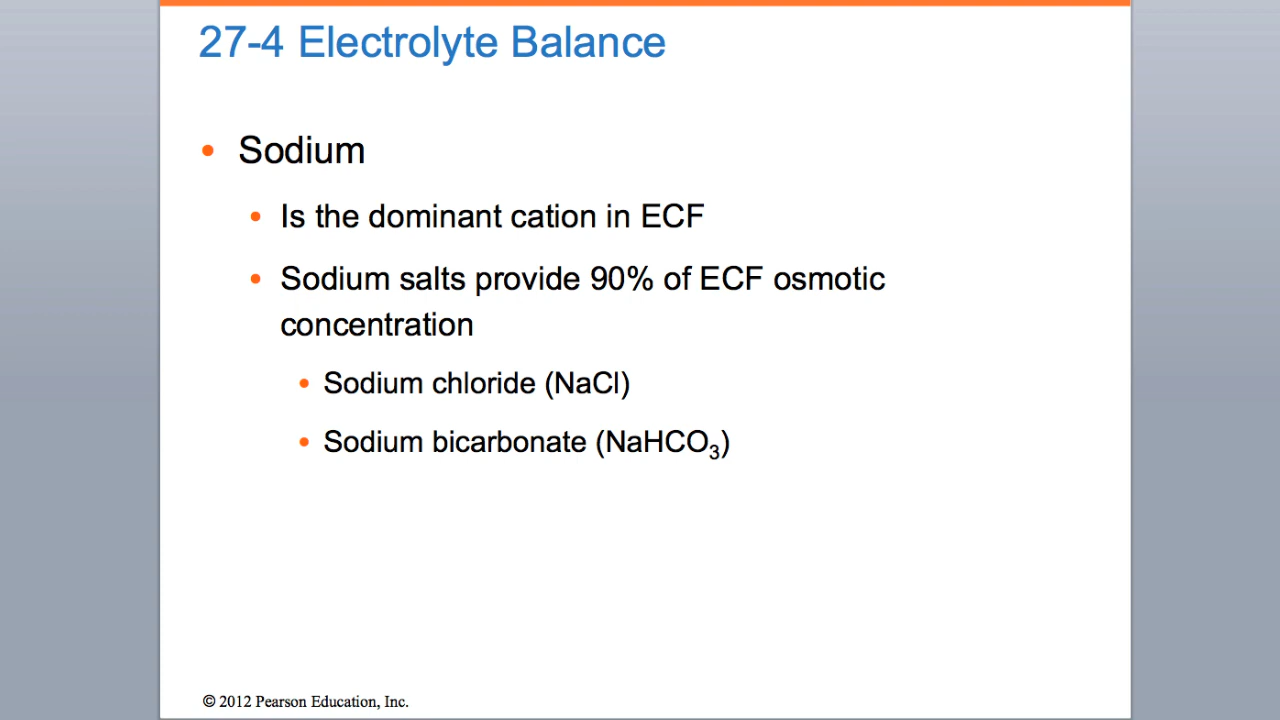 27-4 Electrolyte Balance
• Sodium
• Is the dominant cation in ECF
• Sodium salts provide 90% of ECF osmotic
concentration
• Sodium chloride (NaCl)
• Sodium bicarbonate (NaHCO₃)
© 2012 Pearson Education, Inc.